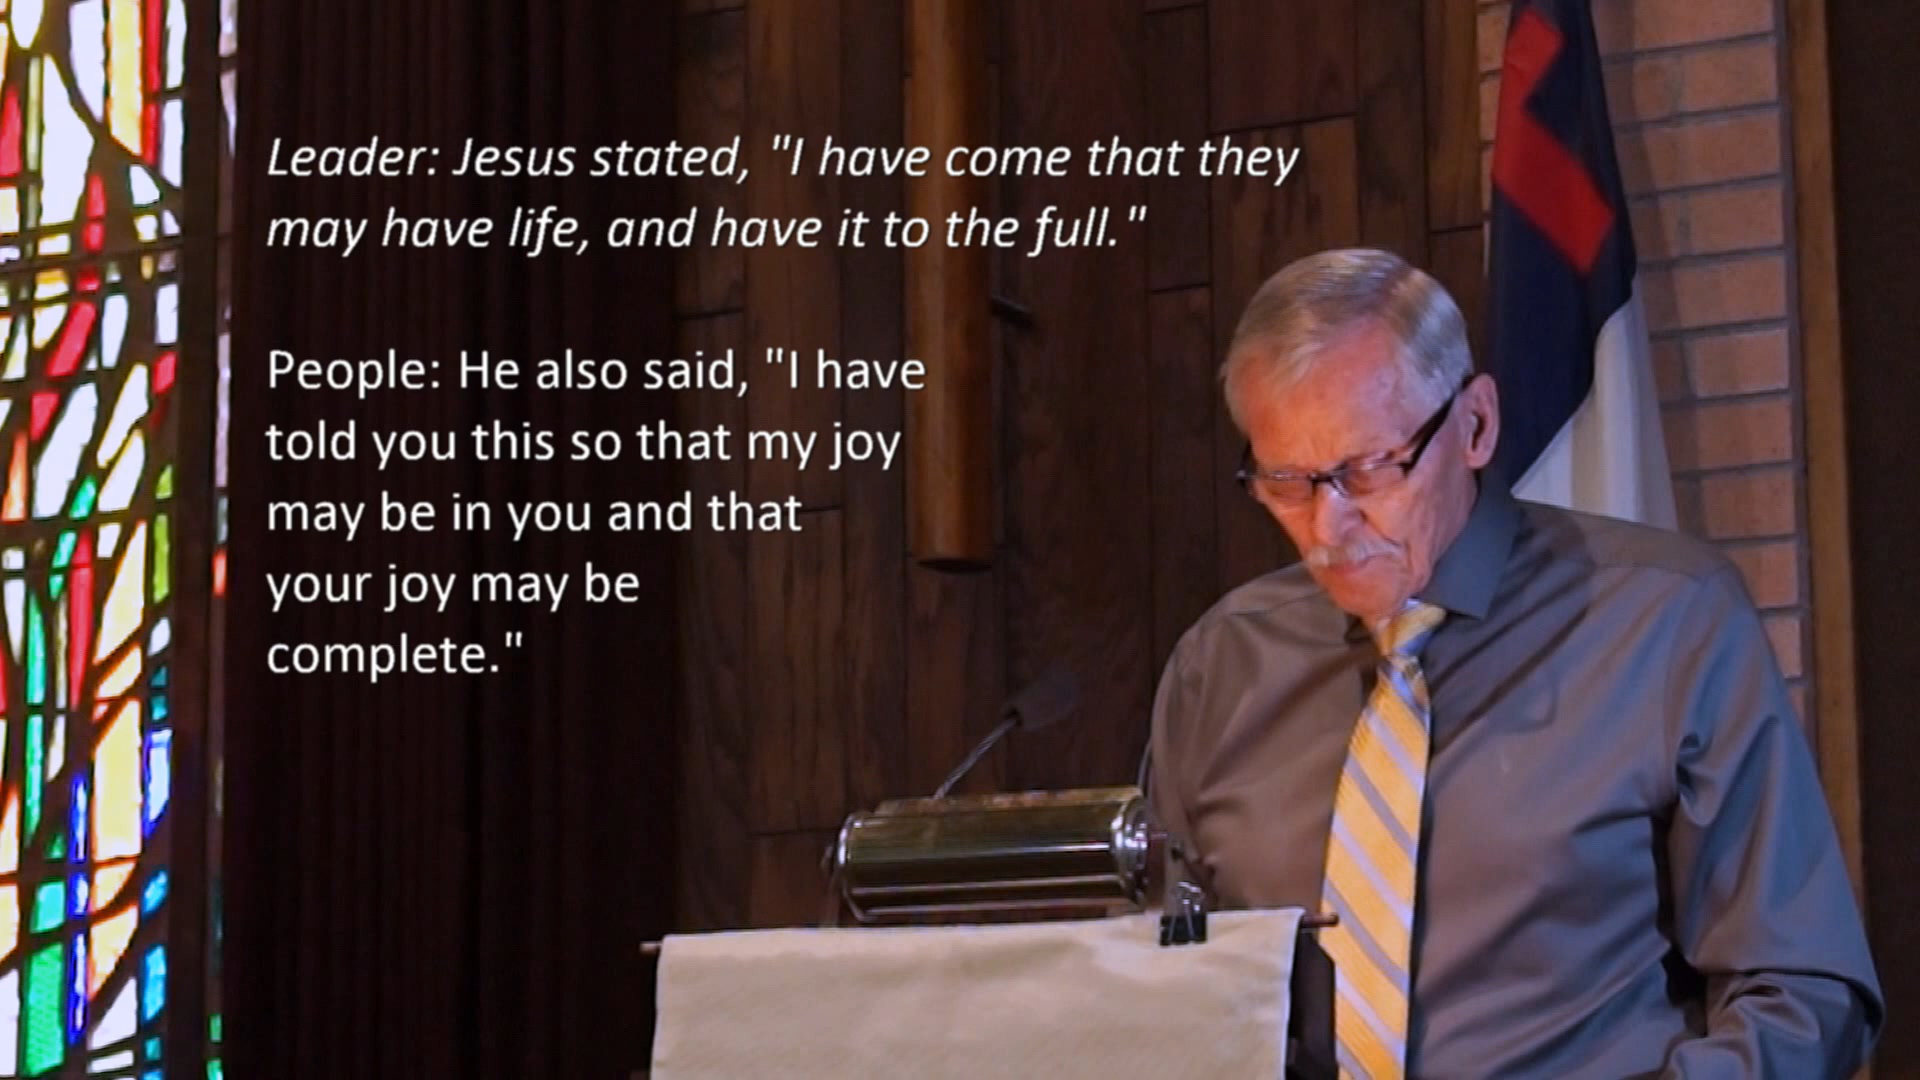 Leader: Jesus stated, "I have come that they
may have life, and have it to the full."
People: He also said, "I have
told you this so that my joy
may be in you and that
your joy may be
complete."